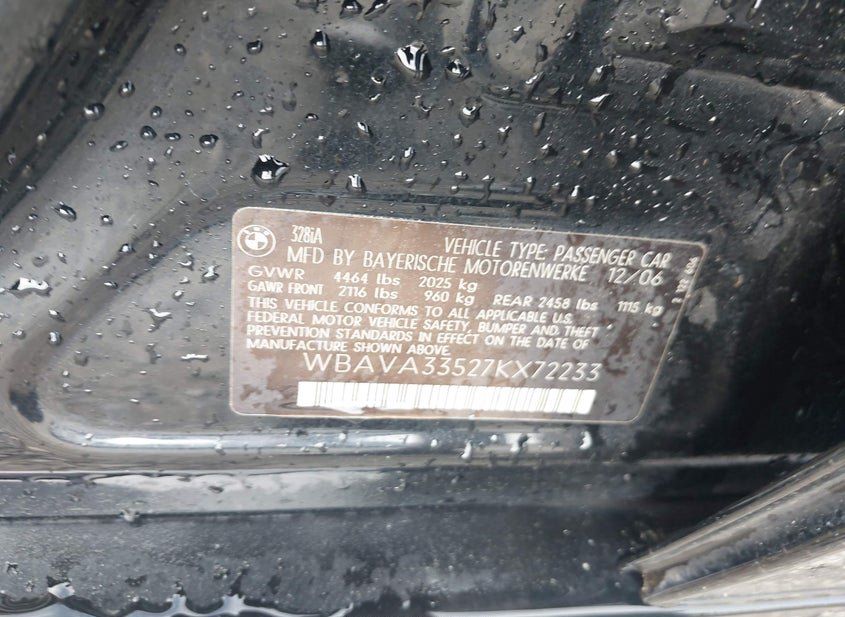 328iA
VEHICLE TYPE: PASSENGER CAR
MFD BY BAYERISCHE MOTORENWERKE 12/06
GVWR 4464 lbs 2025 kg
GAWR FRONT 2116 lbs 960 kg REAR 2458 lbs 1115 kg
THIS VEHICLE CONFORMS TO ALL APPLICABLE U.S.
FEDERAL MOTOR VEHICLE SAFETY, BUMPER AND THEFT
PREVENTION STANDARDS IN EFFECT ON THE DATE OF
MANUFACTURE SHOWN ABOVE.
WBAVA33527KX72233